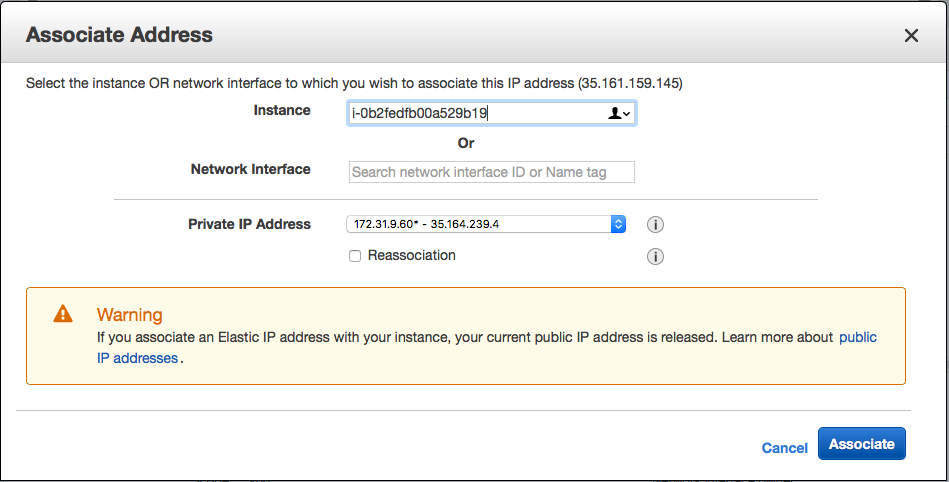 Associate Address
Select the instance OR network interface to which you wish to associate this IP address (35.161.159.145)
Instance
i-0b2fedfb00a529b19
Or
Network Interface
Search network interface ID or Name tag
Private IP Address
172.31.9.60* - 35.164.239.4
Reassociation
Warning
If you associate an Elastic IP address with your instance, your current public IP address is released. Learn more about public
IP addresses.
Cancel
Associate